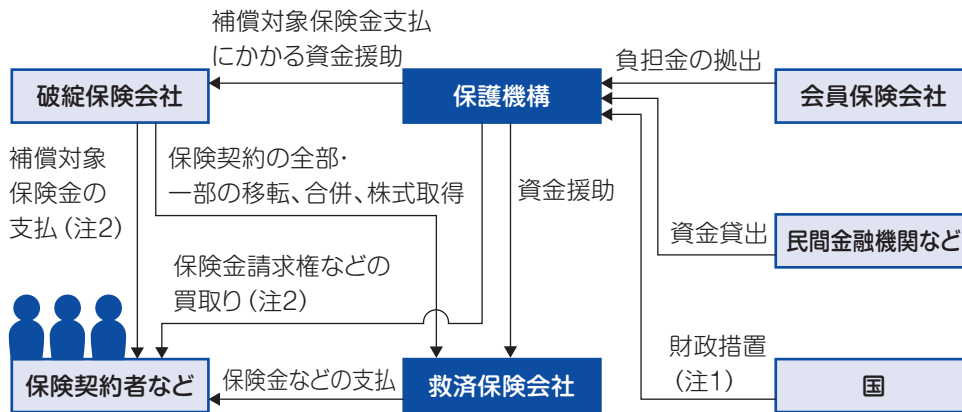 補償対象保険金支払
にかかる資金援助
負担金の拠出
破綻保険会社
保護機構
会員保険会社
補償対象
保険金の
支払(注2)
保険契約の全部・
一部の移転、合併、株式取得
資金援助
資金貸出
民間金融機関など
保険金請求権などの
買取り(注2)
財政措置
(注1)
保険契約者など
保険金などの支払
救済保険会社
国